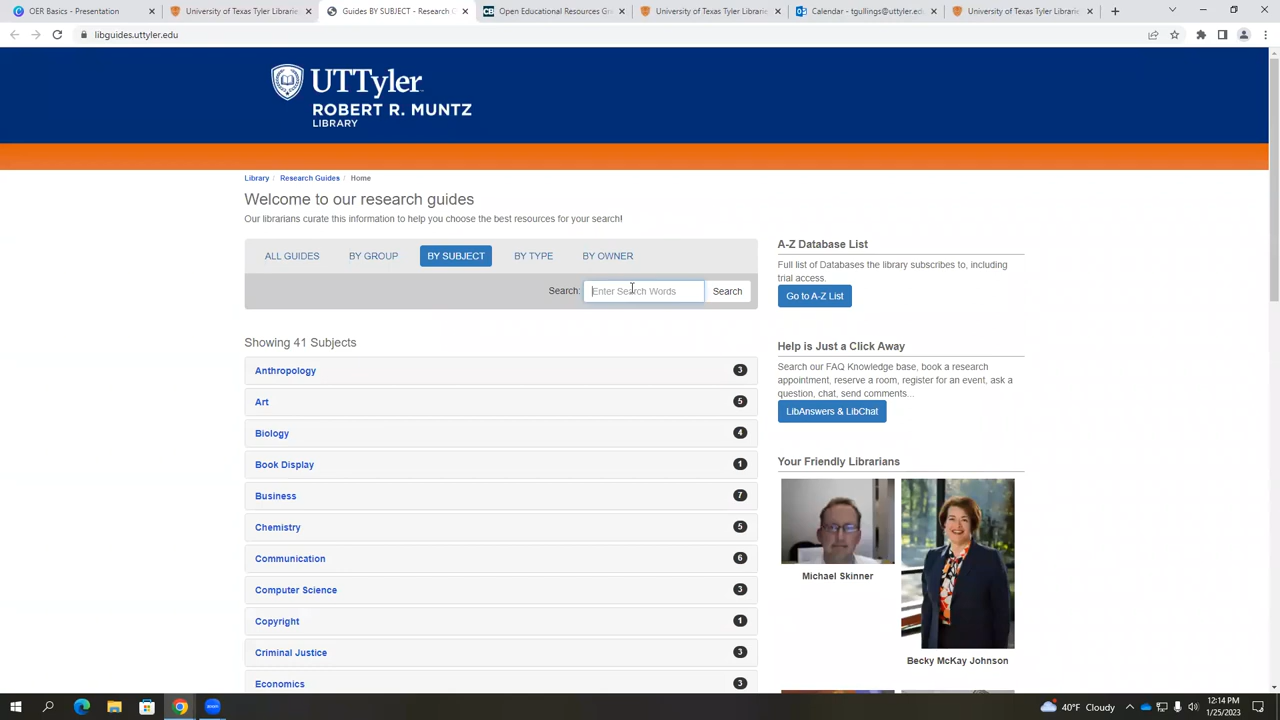 OER Basics - Presentation
University of Texas in Tyler
Guides BY SUBJECT - C
Open Educational Resources Gra
University of Texas in Tyler
Calendar - tgullings@uttyler.ed
University of Texas Tyler Librarie
libguides.uttyler.edu
UT Tyler
ROBERT R. MUNTZ
LIBRARY
Library / Research Guides / Home
Welcome to our research guides
Our librarians curate this information to help you choose the best resources for your search!
ALL GUIDES BY GROUP BY SUBJECT BY TYPE BY OWNER
Search: Enter Search Words Search
Showing 41 Subjects
Anthropology 3
Art 5
Biology 4
Book Display 1
Business 7
Chemistry 5
Communication 6
Computer Science 3
Copyright 1
Criminal Justice 3
Economics 3
A-Z Database List
Full list of Databases the library subscribes to, including
trial access.
Go to A-Z List
Help is Just a Click Away
Search our FAQ Knowledge base, book a research
appointment, reserve a room, register for an event, ask a
question, chat, send comments...
LibAnswers & LibChat
Your Friendly Librarians
Michael Skinner
Becky McKay Johnson
zoom
40°F Cloudy
12:14 PM
1/25/2023